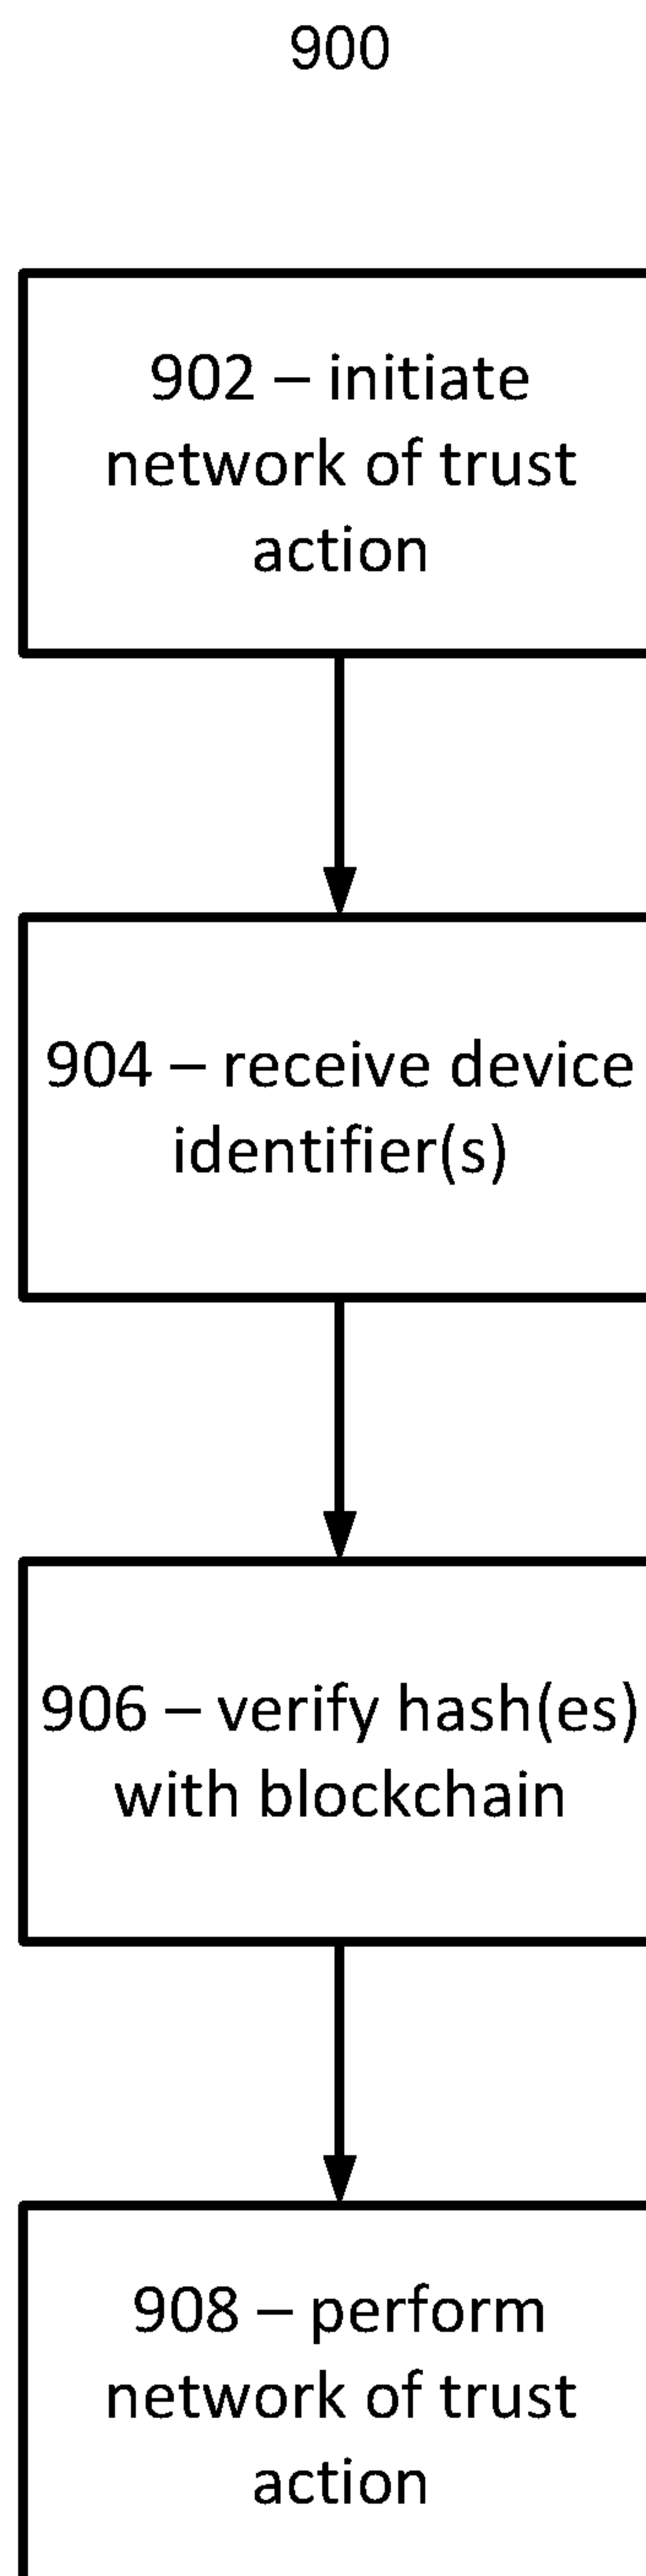 900
902 – initiate
network of trust
action
904 – receive device
identifier(s)
906 – verify hash(es)
with blockchain
908 – perform
network of trust
action